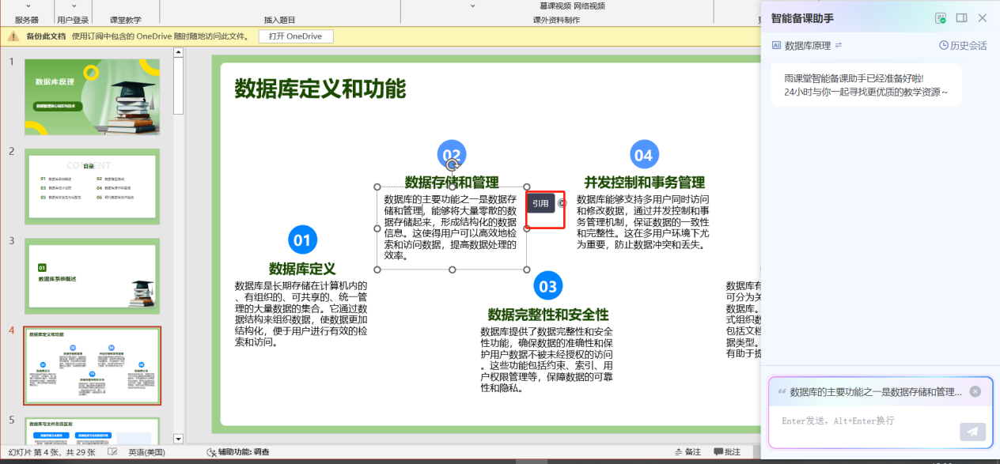 服务器
用户登录
课堂教学
插入题目
慕课视频 网络视频
课外资料制作
备份此文档 使用订阅中包含的 OneDrive 随时随地访问此文件。
打开 OneDrive
1
数据库原理
2
CONTENT
目录
01
02
03
04
05
06
3
01
数据库系统概述
4
数据库定义和功能
5
数据库与文件系统区别
数据库定义和功能
01
数据库定义
数据库是长期存储在计算机内的
、有组织的、可共享的、统一管
理的大量数据的集合。它通过数
据结构来组织数据，使数据更加
结构化，便于用户进行有效的检
索和访问。
02
数据存储和管理
数据库的主要功能之一是数据存
储和管理，能够将大量零散的数
据存储起来，形成结构化的数据
信息。这使得用户可以高效地检
索和访问数据，提高数据处理的
效率。
引用
03
数据完整性和安全性
数据库提供了数据完整性和安全
性功能，确保数据的准确性和保
护用户数据不被未经授权的访问
。这些功能包括约束、索引、用
户权限管理等，保障数据的可靠
性和隐私。
04
并发控制和事务管理
数据库能够支持多用户同时访问
和修改数据，通过并发控制和事
务管理机制，保证数据的一致性
和完整性。这在多用户环境下尤
为重要，防止数据冲突和丢失。
数据库有
可分为关
数据库。
式组织数
包括文档
据类型。
有助于提
幻灯片 第 4 张，共 29 张
英语(美国)
辅助功能: 调查
备注
批注
智能备课助手
AI 数据库原理
历史会话
雨课堂智能备课助手已经准备好啦!
24小时与你一起寻找更优质的教学资源~
数据库的主要功能之一是数据存储和管理...
Enter发送，Alt+Enter换行